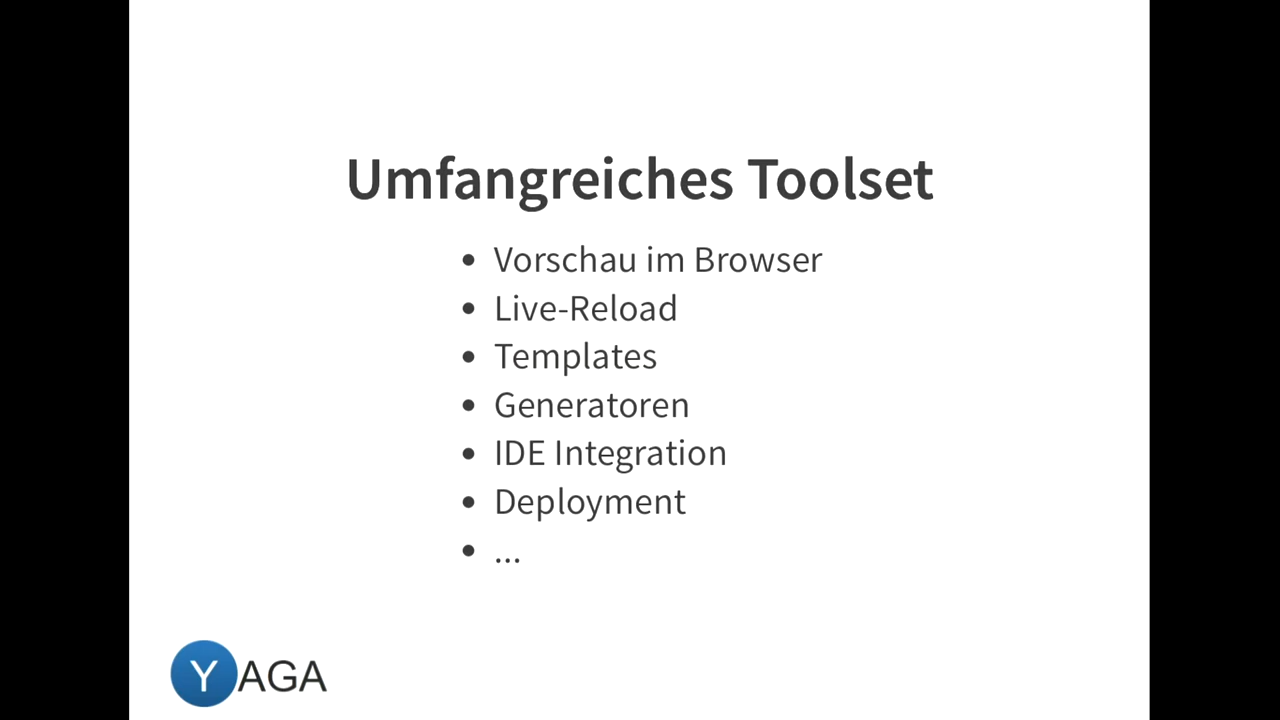 Umfangreiches Toolset
• Vorschau im Browser
• Live-Reload
• Templates
• Generatoren
• IDE Integration
• Deployment
• ...
YAGA